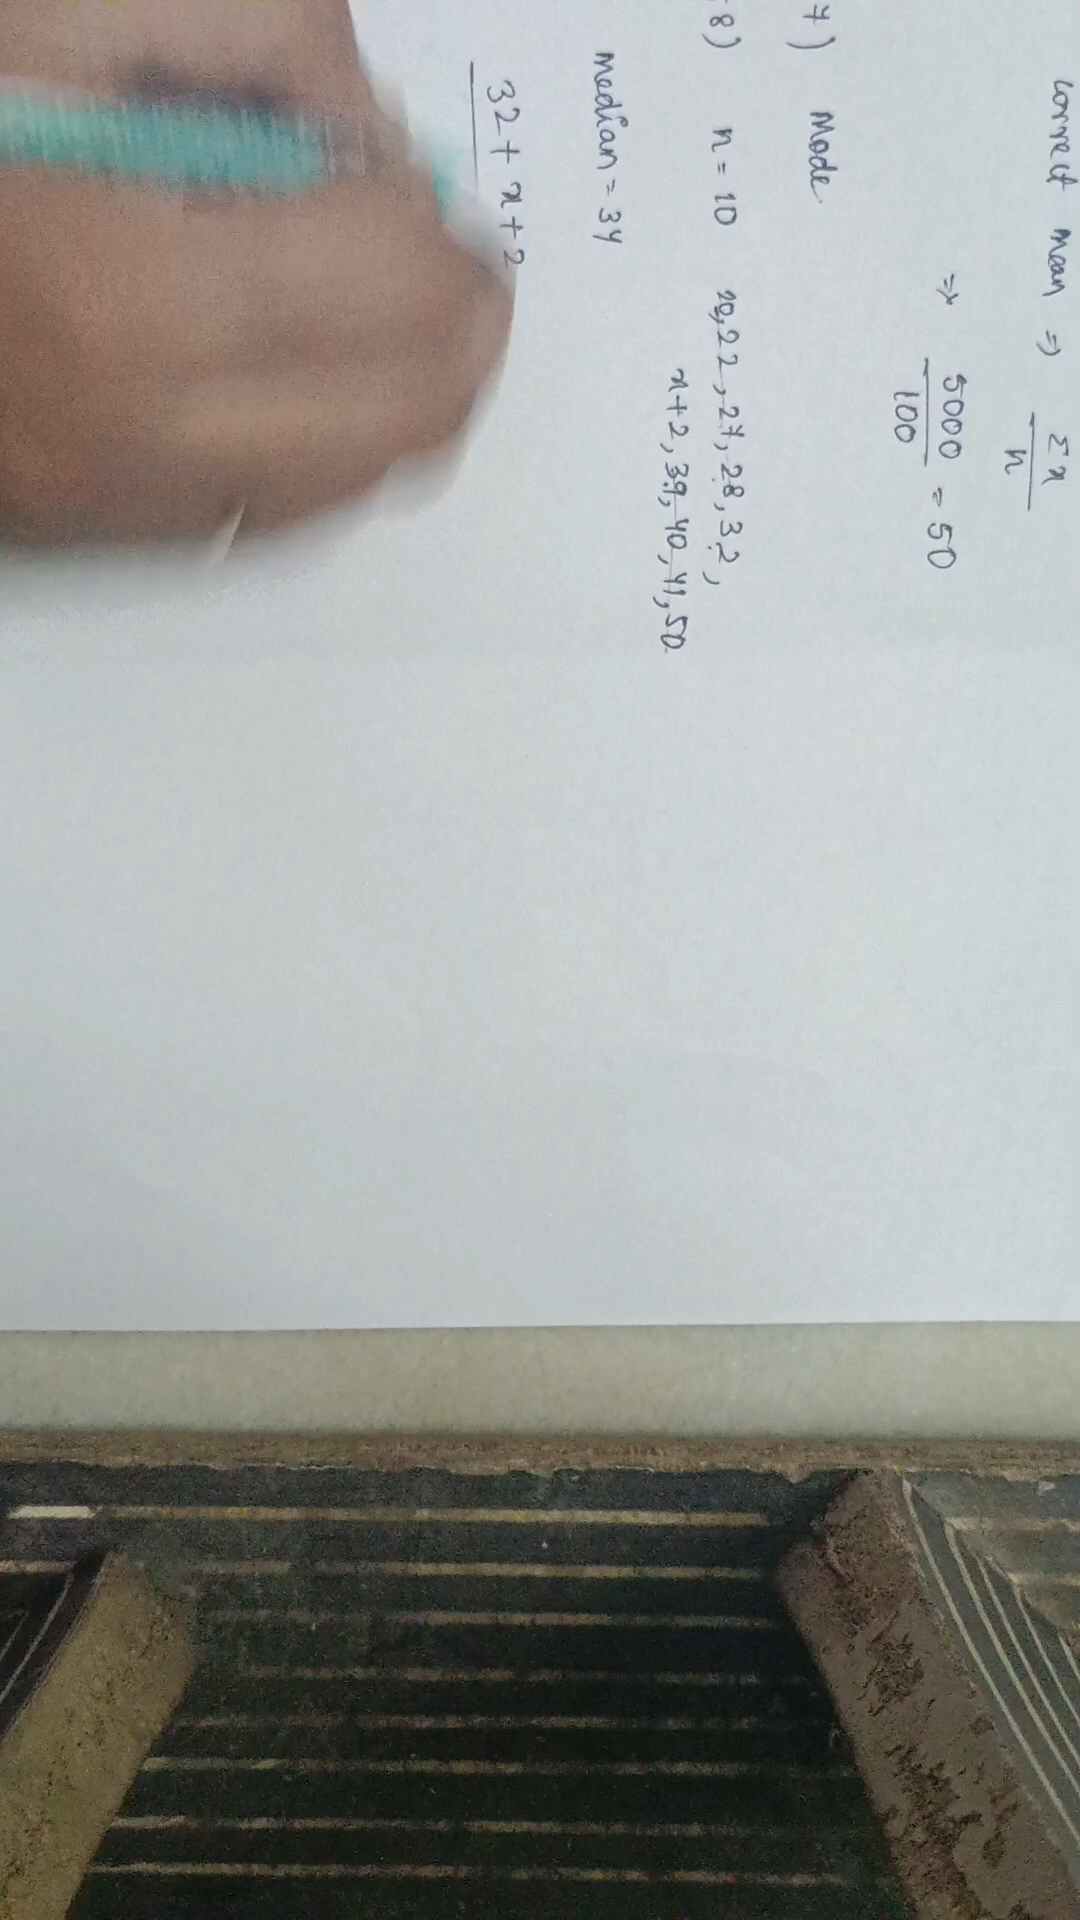 correct mean => Σx
n
=> 5000
100 = 50
7) Mode
8) n = 10 20, 22, 27, 28, 32,
x+2, 39, 40, 41, 50
median = 34
32 + x + 2